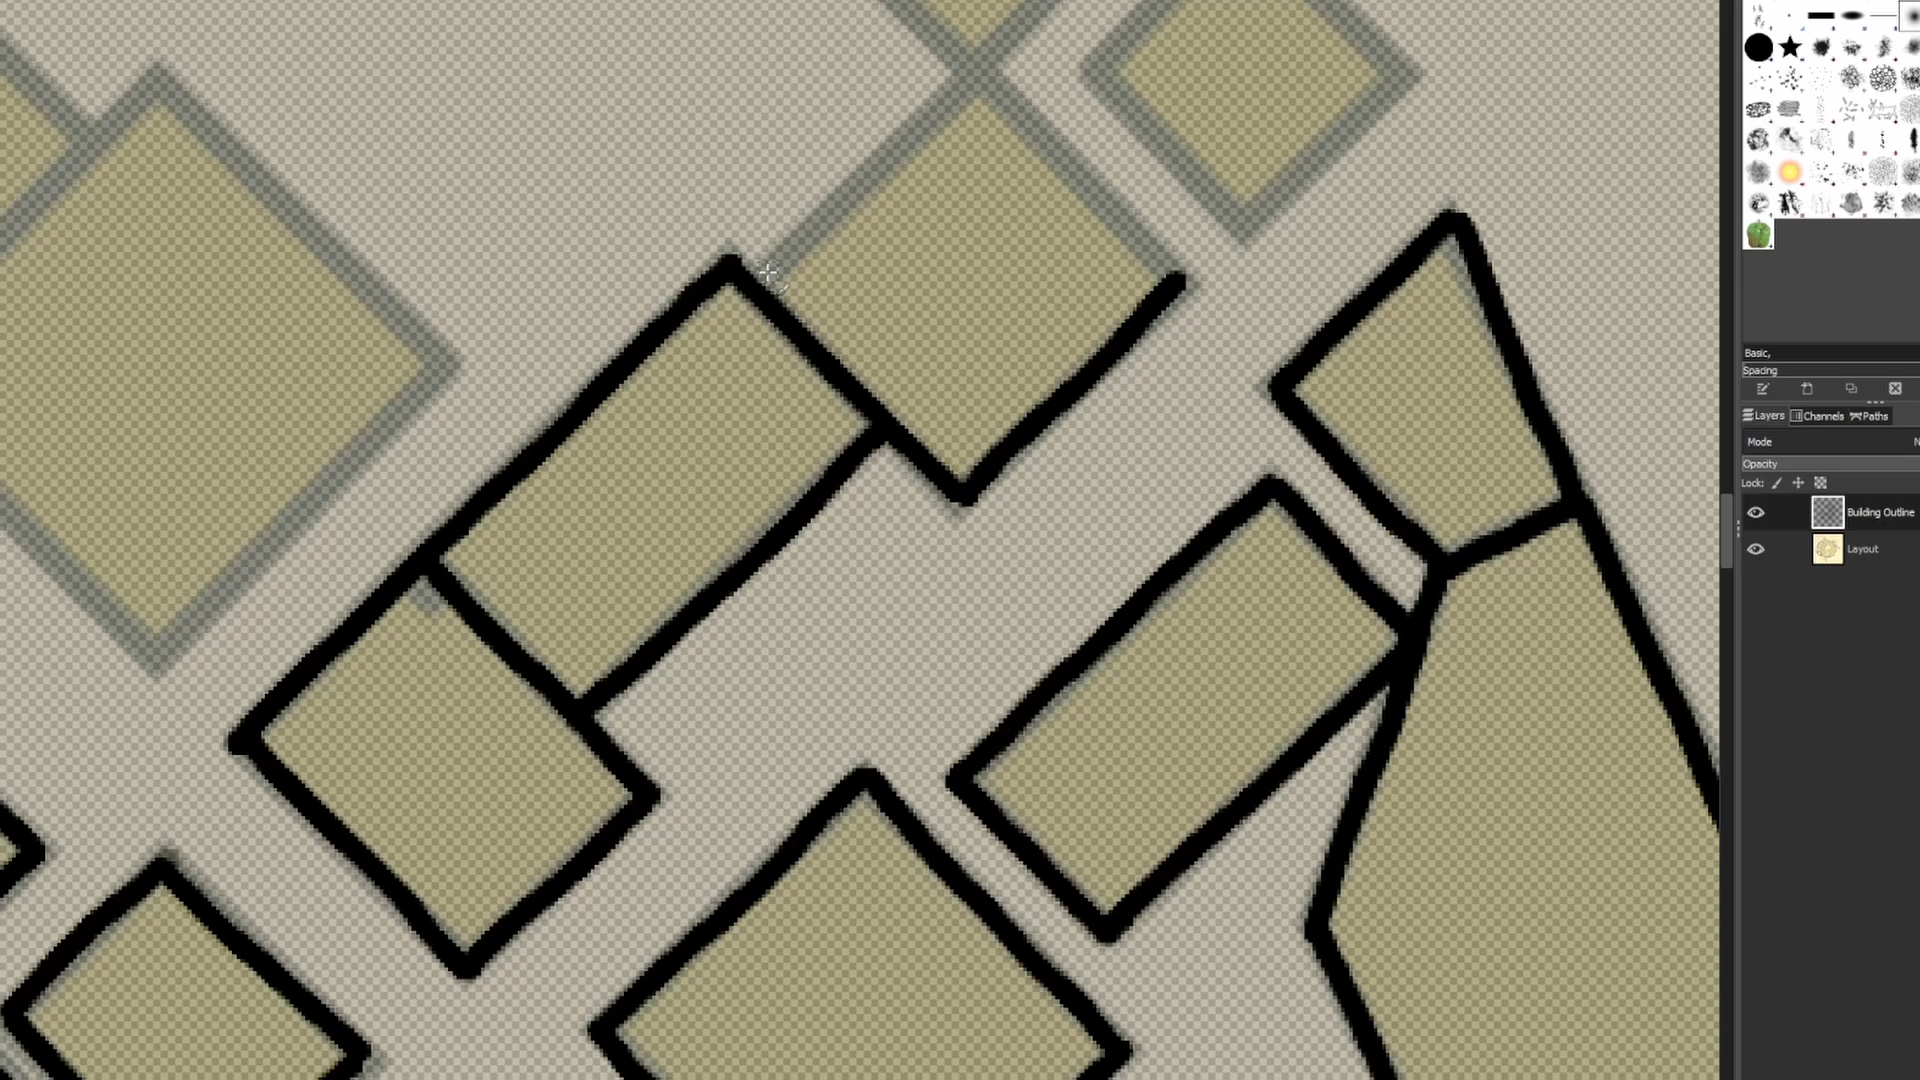 Basic,
Spacing
Layers Channels Paths
Mode N
Opacity
Lock:
Building Outline
Layout